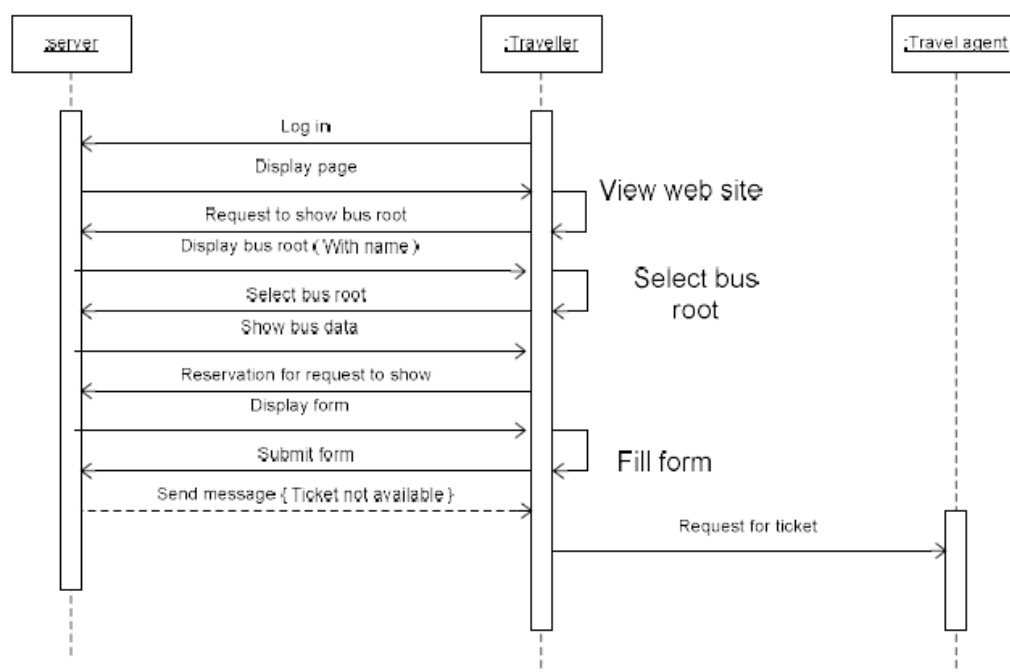 :server
:Traveller
:Travel agent
Log in
Display page
View web site
Request to show bus root
Display bus root ( With name )
Select bus
root
Select bus root
Show bus data
Reservation for request to show
Display form
Fill form
Submit form
Send message { Ticket not available }
Request for ticket